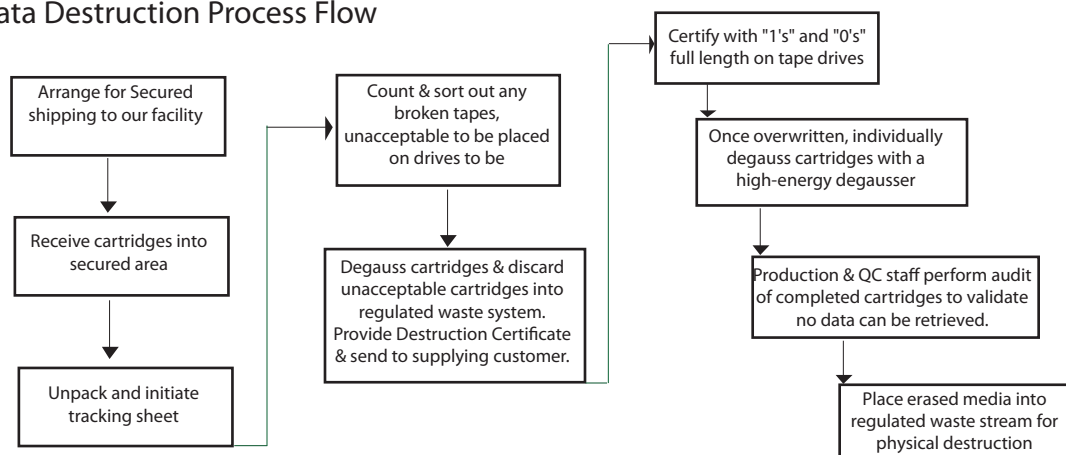 ata Destruction Process Flow
Arrange for Secured
shipping to our facility
Receive cartridges into
secured area
Unpack and initiate
tracking sheet
Count & sort out any
broken tapes,
unacceptable to be placed
on drives to be
Degauss cartridges & discard
unacceptable cartridges into
regulated waste system.
Provide Destruction Certificate
& send to supplying customer.
Certify with "1's" and "0's"
full length on tape drives
Once overwritten, individually
degauss cartridges with a
high-energy degausser
Production & QC staff perform audit
of completed cartridges to validate
no data can be retrieved.
Place erased media into
regulated waste stream for
physical destruction